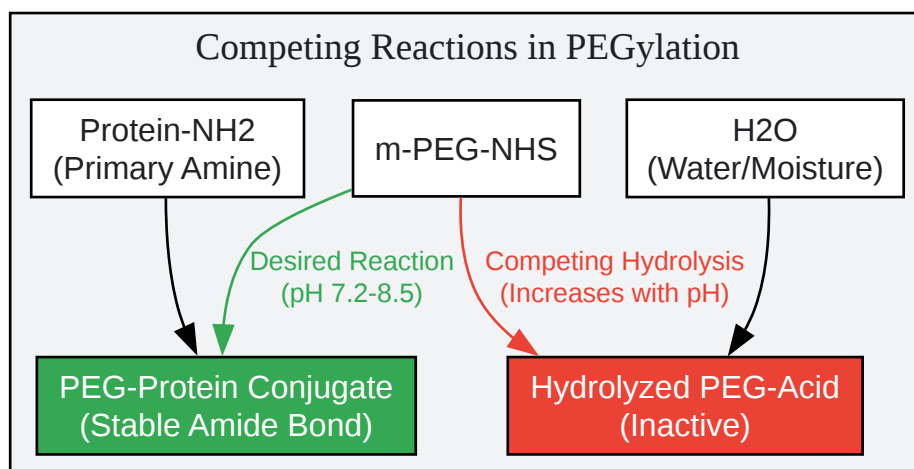 Competing Reactions in PEGylation
Protein-NH2
(Primary Amine)
m-PEG-NHS
H2O
(Water/Moisture)
Desired Reaction
(pH 7.2-8.5)
Competing Hydrolysis
(Increases with pH)
PEG-Protein Conjugate
(Stable Amide Bond)
Hydrolyzed PEG-Acid
(Inactive)